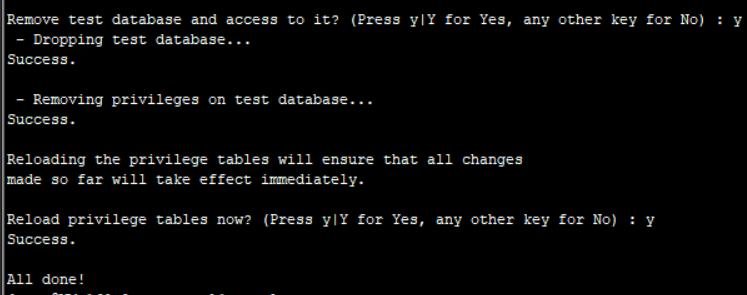 Remove test database and access to it? (Press y|Y for Yes, any other key for No) : y
 - Dropping test database...
Success.
 - Removing privileges on test database...
Success.
Reloading the privilege tables will ensure that all changes
made so far will take effect immediately.
Reload privilege tables now? (Press y|Y for Yes, any other key for No) : y
Success.
All done!